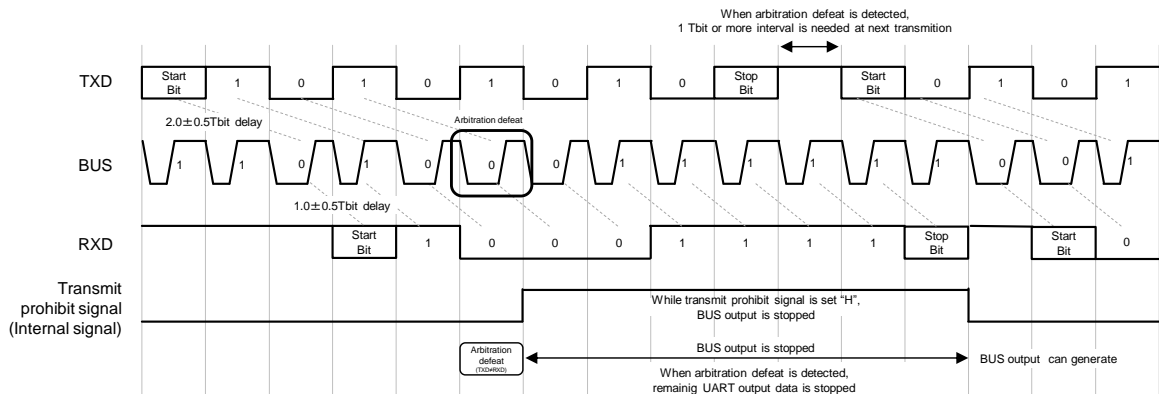 When arbitration defeat is detected,
1 Tbit or more interval is needed at next transmition
TXD
Start
Bit
1
0
1
0
1
0
1
0
Stop
Bit
Start
Bit
0
1
0
1
2.0±0.5Tbit delay
Arbitration defeat
BUS
1
1
0
1
0
0
0
1
1
1
1
1
1
0
0
1
1.0±0.5Tbit delay
RXD
Start
Bit
1
0
0
0
1
1
1
1
Stop
Bit
Start
Bit
0
Transmit
prohibit signal
(Internal signal)
While transmit prohibit signal is set “H”,
BUS output is stopped
Arbitration
defeat
(TXD≠RXD)
BUS output is stopped
BUS output can generate
When arbitration defeat is detected,
remainig UART output data is stopped